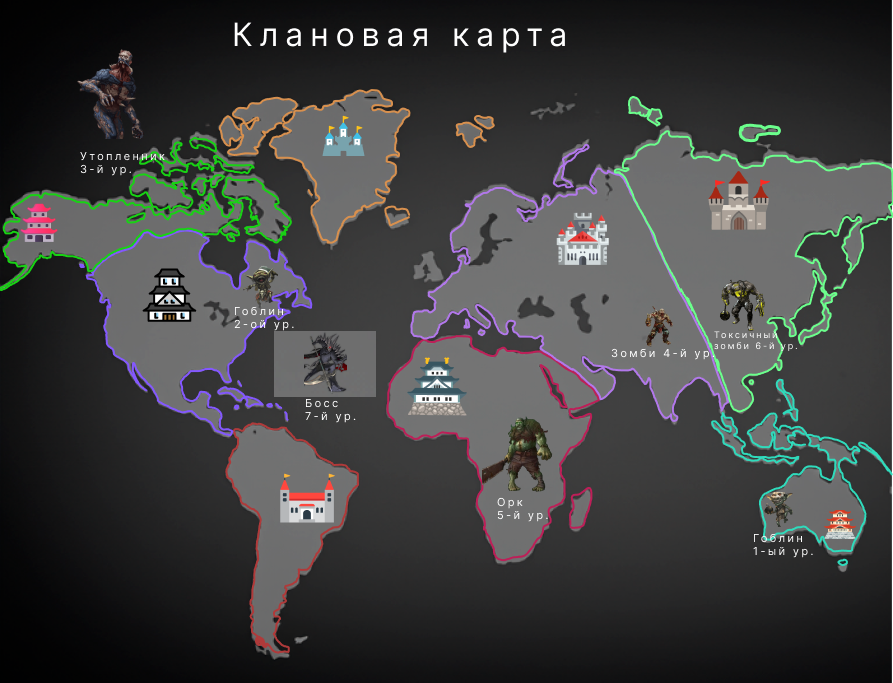 Клановая карта
Утопленник
3-й ур.
Гоблин
2-ой ур.
Токсичный
зомби 6-й ур.
Зомби 4-й ур.
Босс
7-й ур.
Орк
5-й ур.
Гоблин
1-ый ур.